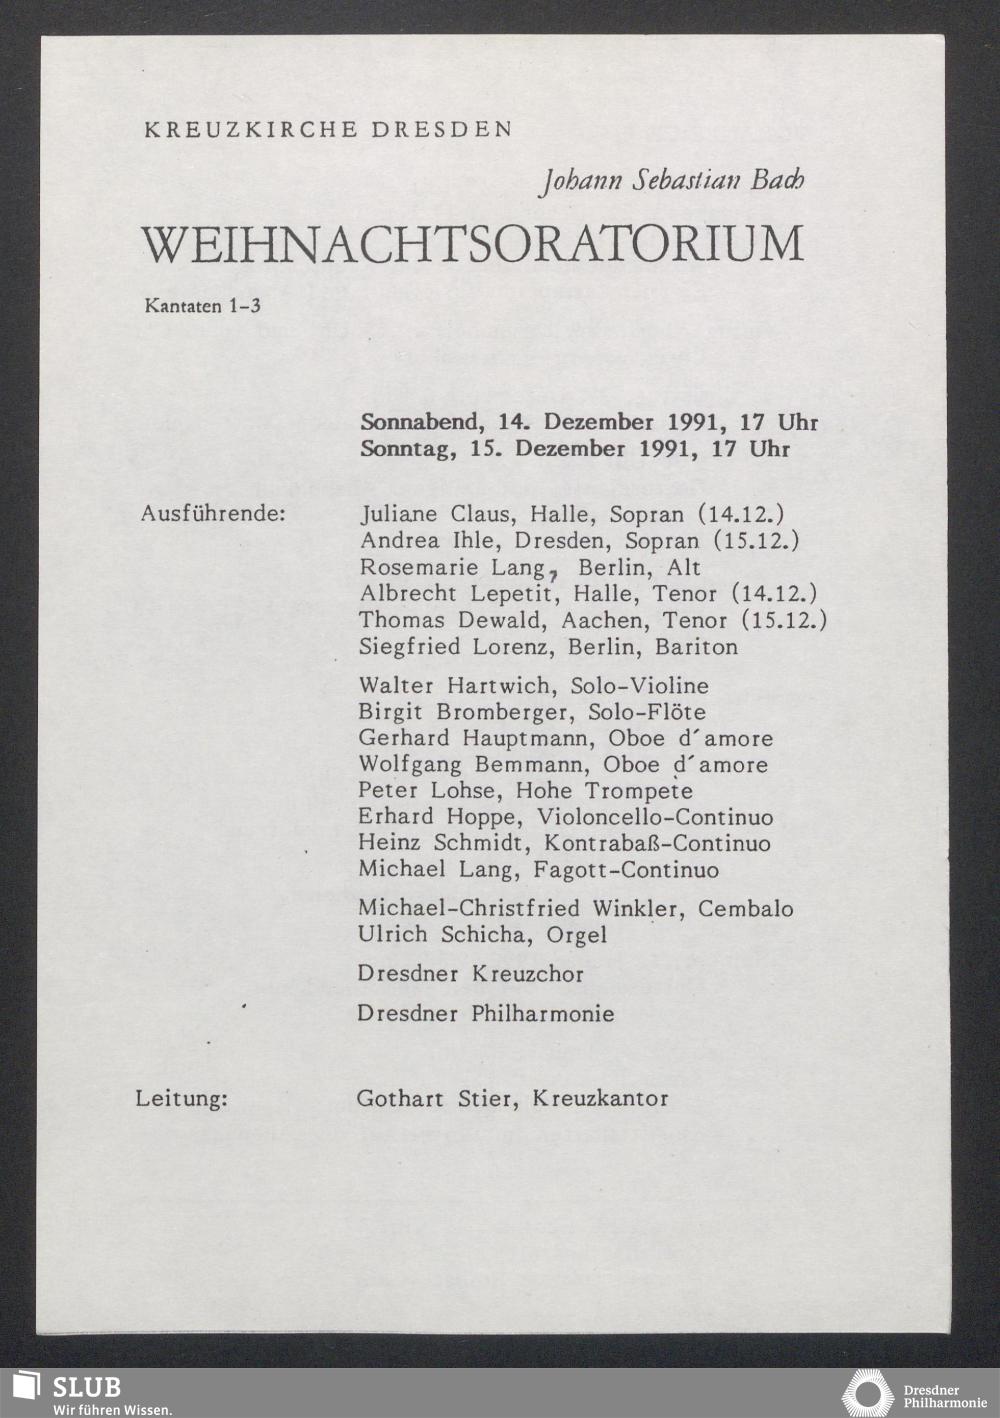 KREUZKIRCHE DRESDEN
Johann Sebastian Bach
WEIHNACHTSORATORIUM
Kantaten 1–3
Sonnabend, 14. Dezember 1991, 17 Uhr
Sonntag, 15. Dezember 1991, 17 Uhr
Ausführende: Juliane Claus, Halle, Sopran (14.12.)
Andrea Ihle, Dresden, Sopran (15.12.)
Rosemarie Lang, Berlin, Alt
Albrecht Lepetit, Halle, Tenor (14.12.)
Thomas Dewald, Aachen, Tenor (15.12.)
Siegfried Lorenz, Berlin, Bariton
Walter Hartwich, Solo-Violine
Birgit Bromberger, Solo-Flöte
Gerhard Hauptmann, Oboe d´amore
Wolfgang Bemmann, Oboe d´amore
Peter Lohse, Hohe Trompete
Erhard Hoppe, Violoncello-Continuo
Heinz Schmidt, Kontrabaß-Continuo
Michael Lang, Fagott-Continuo
Michael-Christfried Winkler, Cembalo
Ulrich Schicha, Orgel
Dresdner Kreuzchor
Dresdner Philharmonie
Leitung: Gothart Stier, Kreuzkantor
SLUB
Wir führen Wissen.
Dresdner
Philharmonie